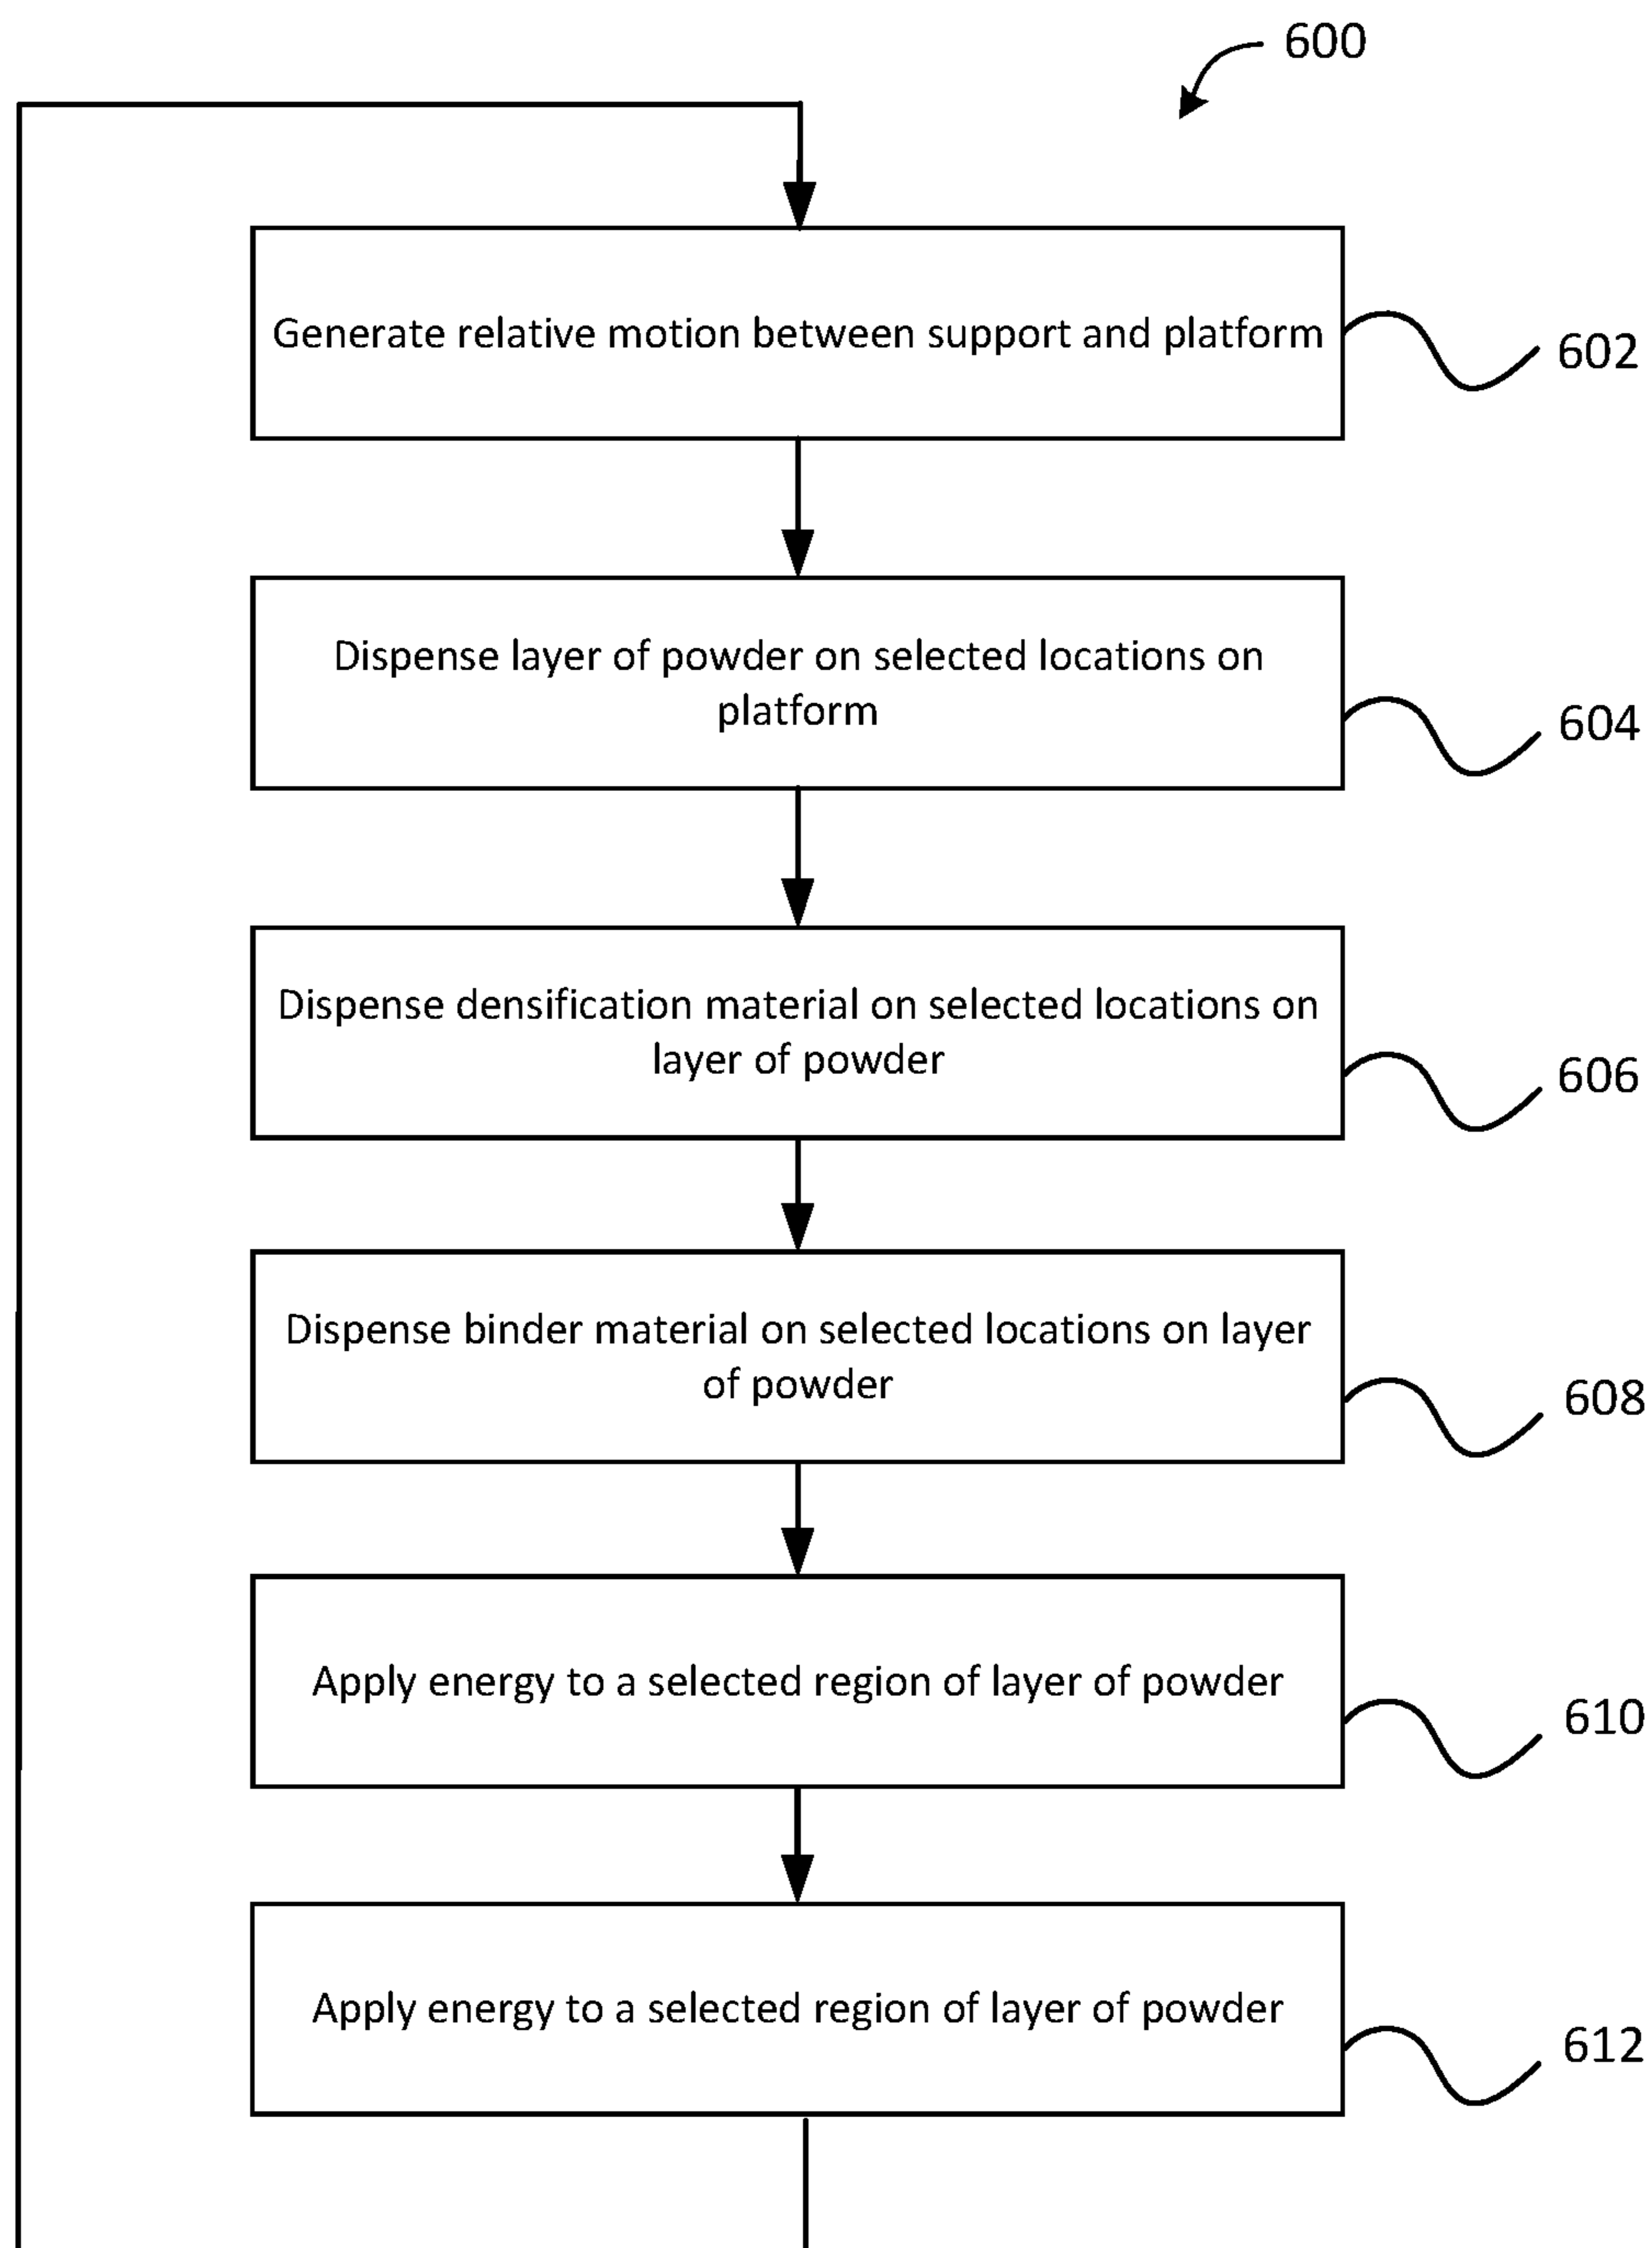 600
Generate relative motion between support and platform
602
Dispense layer of powder on selected locations on
platform
604
Dispense densification material on selected locations on
layer of powder
606
Dispense binder material on selected locations on layer
of powder
608
Apply energy to a selected region of layer of powder
610
Apply energy to a selected region of layer of powder
612